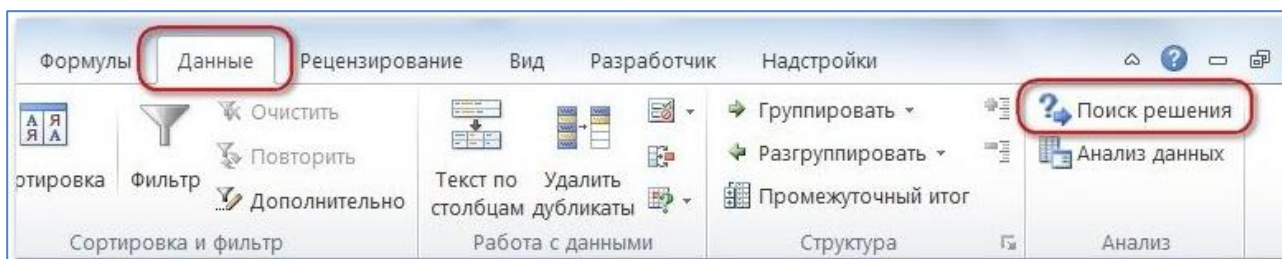 Формулы Данные Рецензирование Вид Разработчик Надстройки
А Я
Я А
ртировка
Фильтр
Очистить
Повторить
Дополнительно
Сортировка и фильтр
Текст по
столбцам
Удалить
дубликаты
Работа с данными
Группировать
Разгруппировать
Промежуточный итог
Структура
Поиск решения
Анализ данных
Анализ